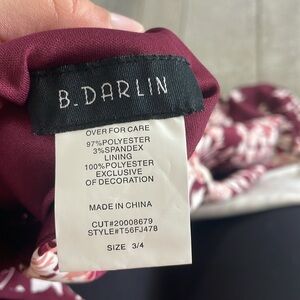 B. DARLIN
OVER FOR CARE
97%POLYESTER
3%SPANDEX
LINING
100%POLYESTER
EXCLUSIVE
OF DECORATION
MADE IN CHINA
CUT#20008679
STYLE#T56FJ478
SIZE 3/4